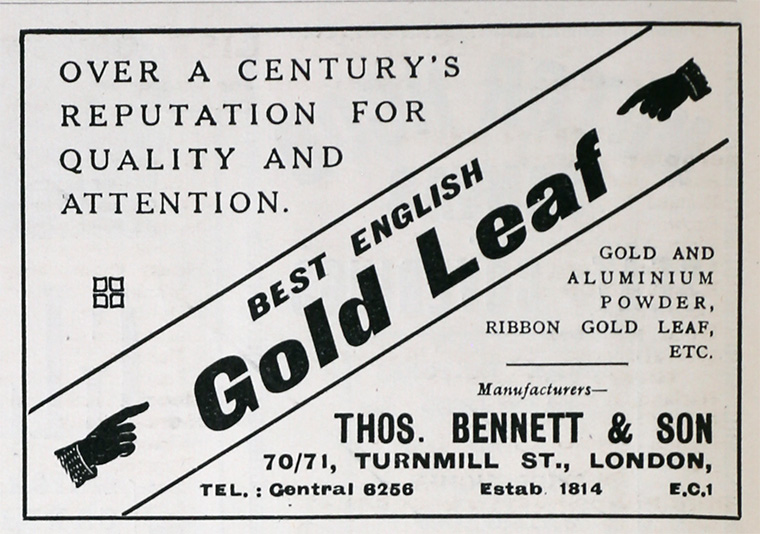 OVER A CENTURY'S
REPUTATION FOR
QUALITY AND
ATTENTION.
BEST ENGLISH
Gold Leaf
GOLD AND
ALUMINIUM
POWDER,
RIBBON GOLD LEAF,
ETC.
Manufacturers—
THOS. BENNETT & SON
70/71, TURNMILL ST., LONDON,
TEL.: Central 6256 Estab. 1814 E.C.1